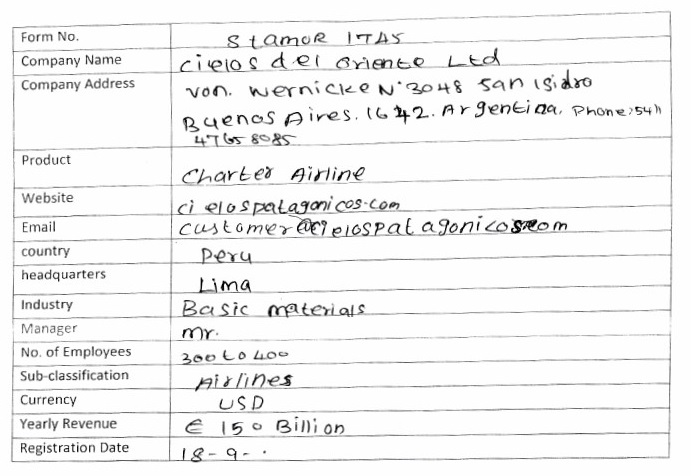 Form No. Stamor 1745
Company Name Cielos del Oriente Ltd
Company Address Von. Wernicke N° 3048 San Isidro
Buenos Aires. 1642. Argentina. Phone: 5411
4765 8085
Product Charter Airline
Website cielospatagonicos.com
Email customer@cielospatagonicos.com
country Peru
headquarters Lima
Industry Basic materials
Manager mr.
No. of Employees 300 to 400
Sub-classification Airlines
Currency USD
Yearly Revenue € 150 Billion
Registration Date 18-9-.